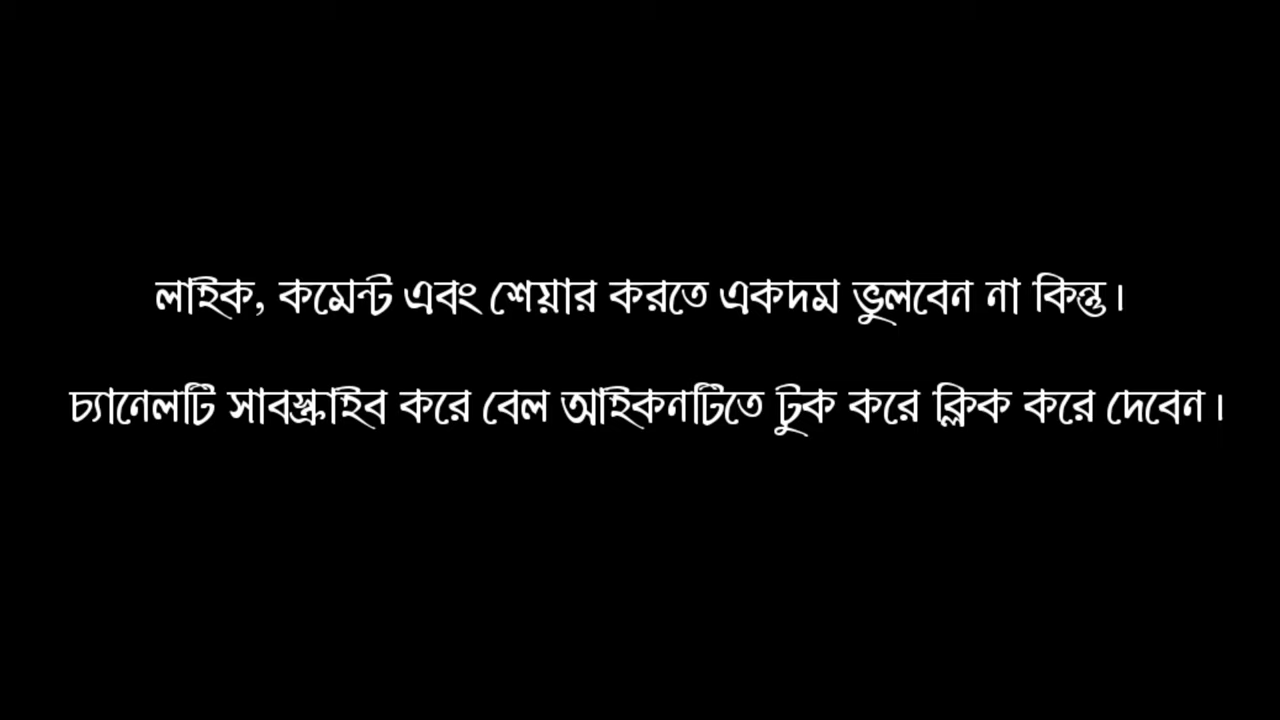 লাইক, কমেন্ট এবং শেয়ার করতে একদম ভুলবেন না কিন্তু।
চ্যানেলটি সাবস্ক্রাইব করে বেল আইকনটিতে টুক করে ক্লিক করে দেবেন।